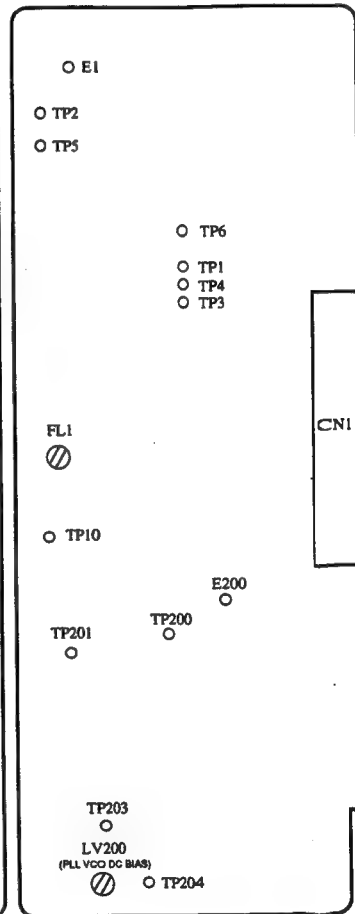 E1
TP2
TP5
TP6
TP1
TP4
TP3
CN1
FL1
TP10
E200
TP200
TP201
TP203
LV200
(PLL VCO DC BIAS)
TP204